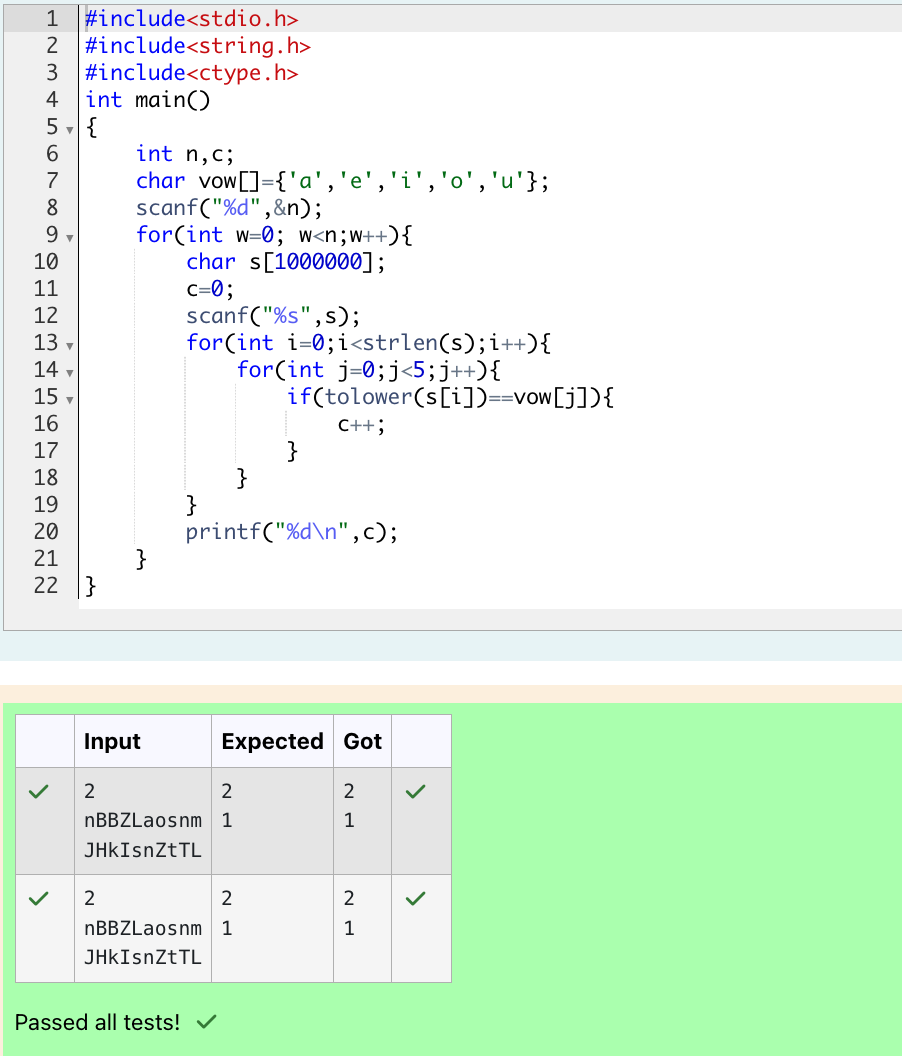 1 #include<stdio.h>
2 #include<string.h>
3 #include<ctype.h>
4 int main()
5 {
6     int n,c;
7     char vow[]={'a','e','i','o','u'};
8     scanf("%d",&n);
9     for(int w=0; w<n;w++){
10         char s[1000000];
11         c=0;
12         scanf("%s",s);
13         for(int i=0;i<strlen(s);i++){
14             for(int j=0;j<5;j++){
15                 if(tolower(s[i])==vow[j]){
16                     c++;
17                 }
18             }
19         }
20         printf("%d\n",c);
21     }
22 }
Input Expected Got
2 2 2
nBBZLaosnm 1 1
JHkIsnZtTL
2 2 2
nBBZLaosnm 1 1
JHkIsnZtTL
Passed all tests!